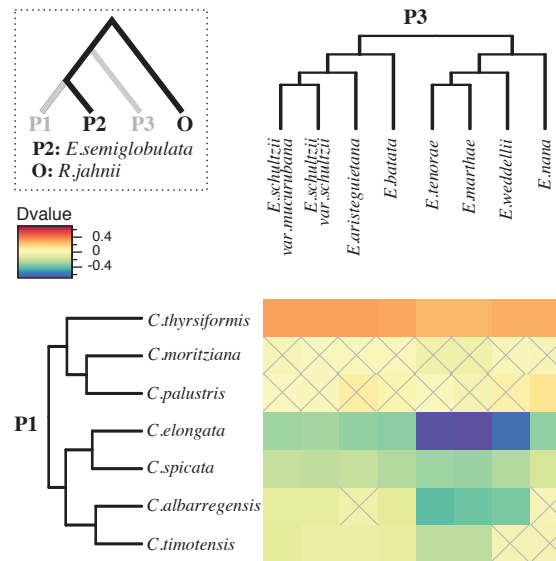 P3
P1 P2 P3 O
P2: E.semiglobulata
O: R.jahnii
Dvalue
0.4
0
-0.4
E.schultzii
var.mucurubana
E.schultzii
var.schultzii
E.aristeguietana
E.batata
E.tenorae
E.marthae
E.weddellii
E.nana
P1
C.thyrsiformis
C.moritziana
C.palustris
C.elongata
C.spicata
C.albarregensis
C.timotensis